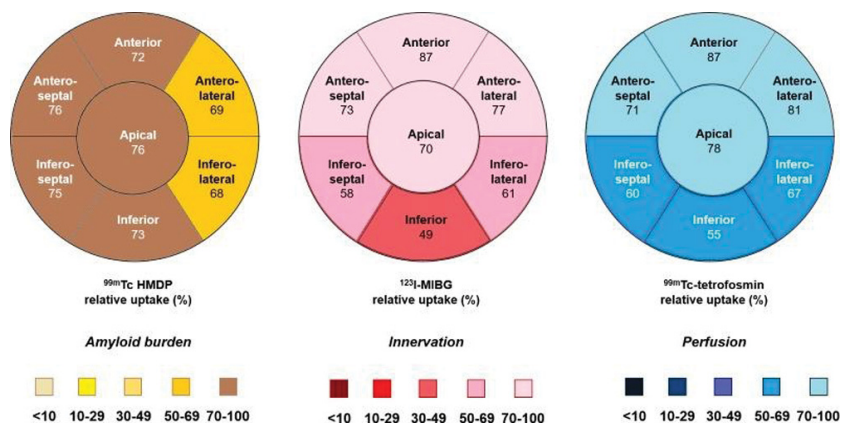 Anterior
72
Antero-
septal
76
Antero-
lateral
69
Apical
76
Infero-
septal
75
Infero-
lateral
68
Inferior
73
99mTc HMDP
relative uptake (%)
Amyloid burden
<10 10-29 30-49 50-69 70-100
Anterior
87
Antero-
septal
73
Antero-
lateral
77
Apical
70
Infero-
septal
58
Infero-
lateral
61
Inferior
49
123I-MIBG
relative uptake (%)
Innervation
<10 10-29 30-49 50-69 70-100
Anterior
87
Antero-
septal
71
Antero-
lateral
81
Apical
78
Infero-
septal
60
Infero-
lateral
67
Inferior
55
99mTc-tetrofosmin
relative uptake (%)
Perfusion
<10 10-29 30-49 50-69 70-100